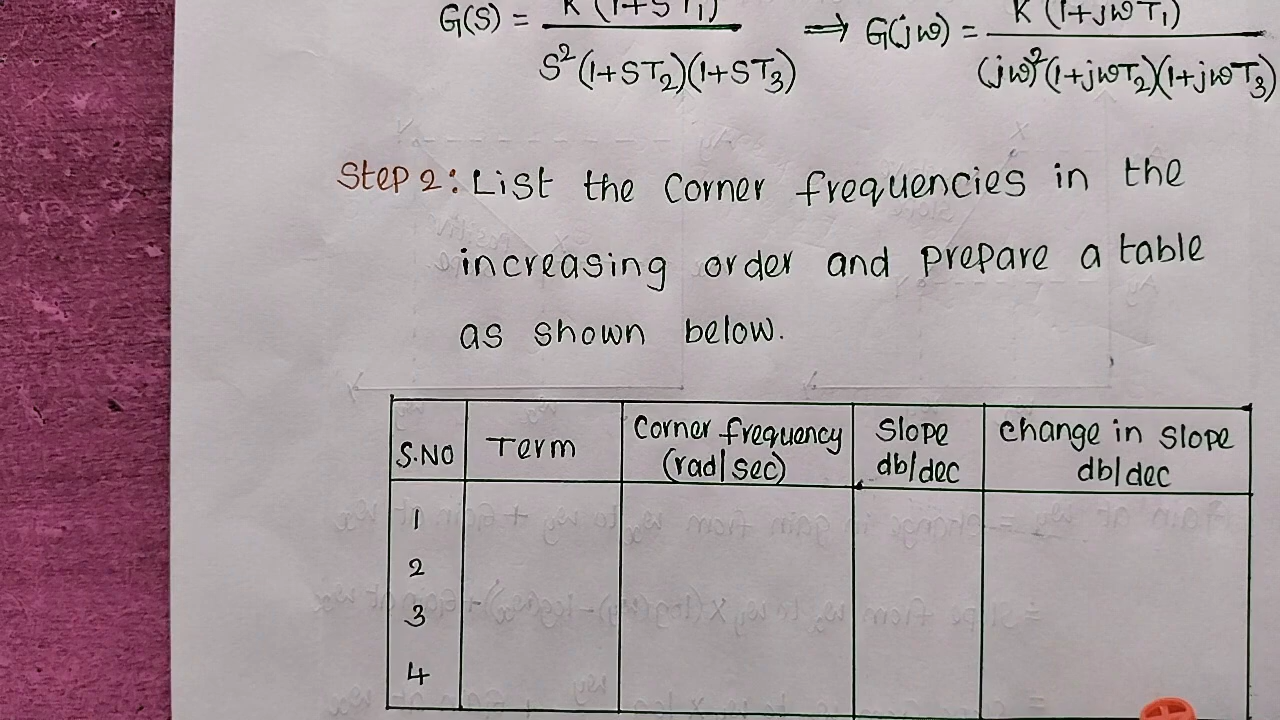 G(S) = K (1+ST₁) ⟹ G(jω) = K (1+jωT₁)
S²(1+ST₂)(1+ST₃) (jω)²(1+jωT₂)(1+jωT₃)
Step 2: List the corner frequencies in the
increasing order and prepare a table
as shown below.
S.NO Term Corner frequency (rad/sec) Slope db/dec change in slope db/dec
1
2
3
4